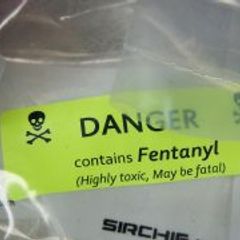 DANGER
contains Fentanyl
(Highly toxic, May be fatal)
SIRCHIE